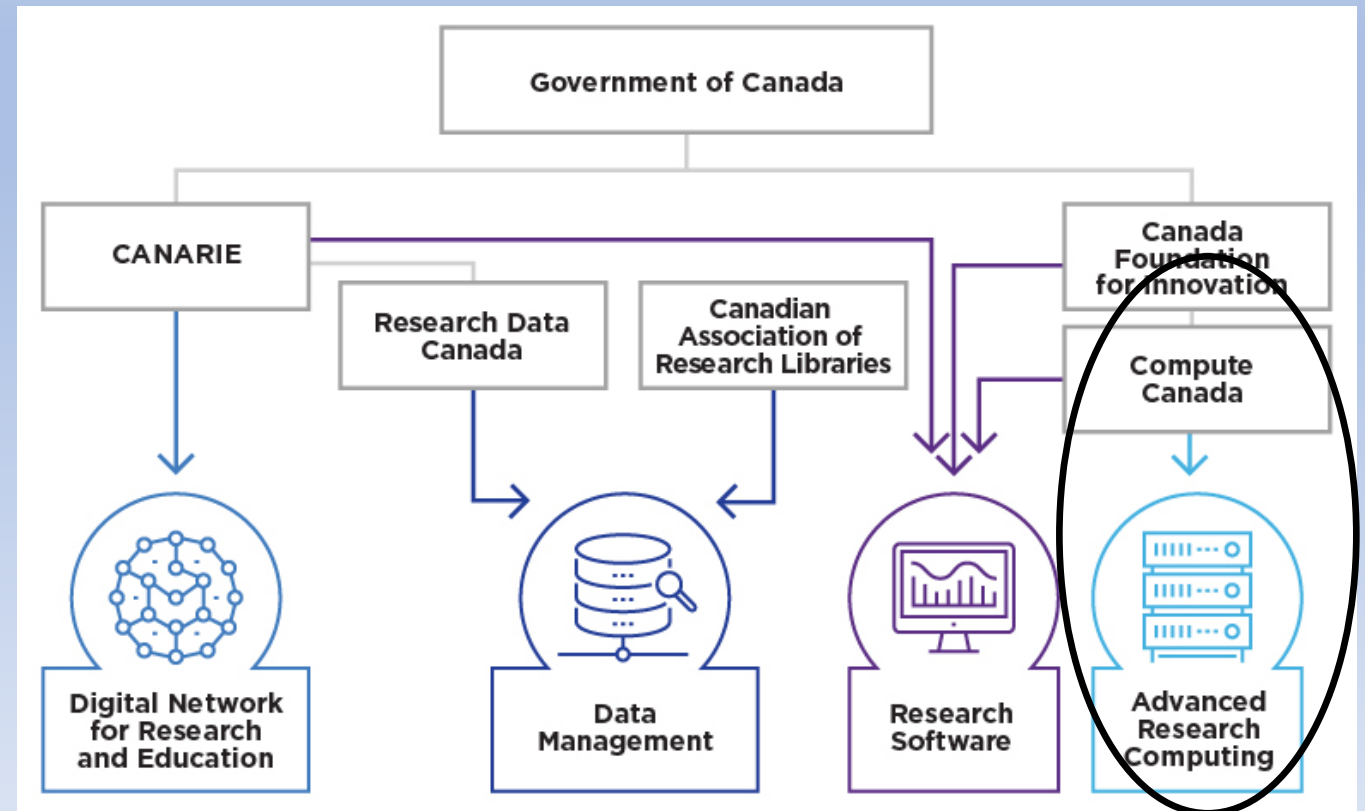 Government of Canada
CANARIE
Canada
Foundation
for Innovation
Research Data
Canada
Canadian
Association of
Research Libraries
Compute
Canada
Digital Network
for Research
and Education
Data
Management
Research
Software
Advanced
Research
Computing